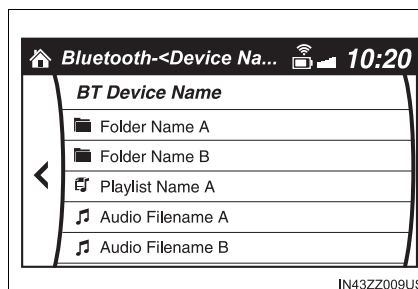 Bluetooth-<Device Na... 10:20
BT Device Name
Folder Name A
Folder Name B
Playlist Name A
Audio Filename A
Audio Filename B
IN43ZZ009US